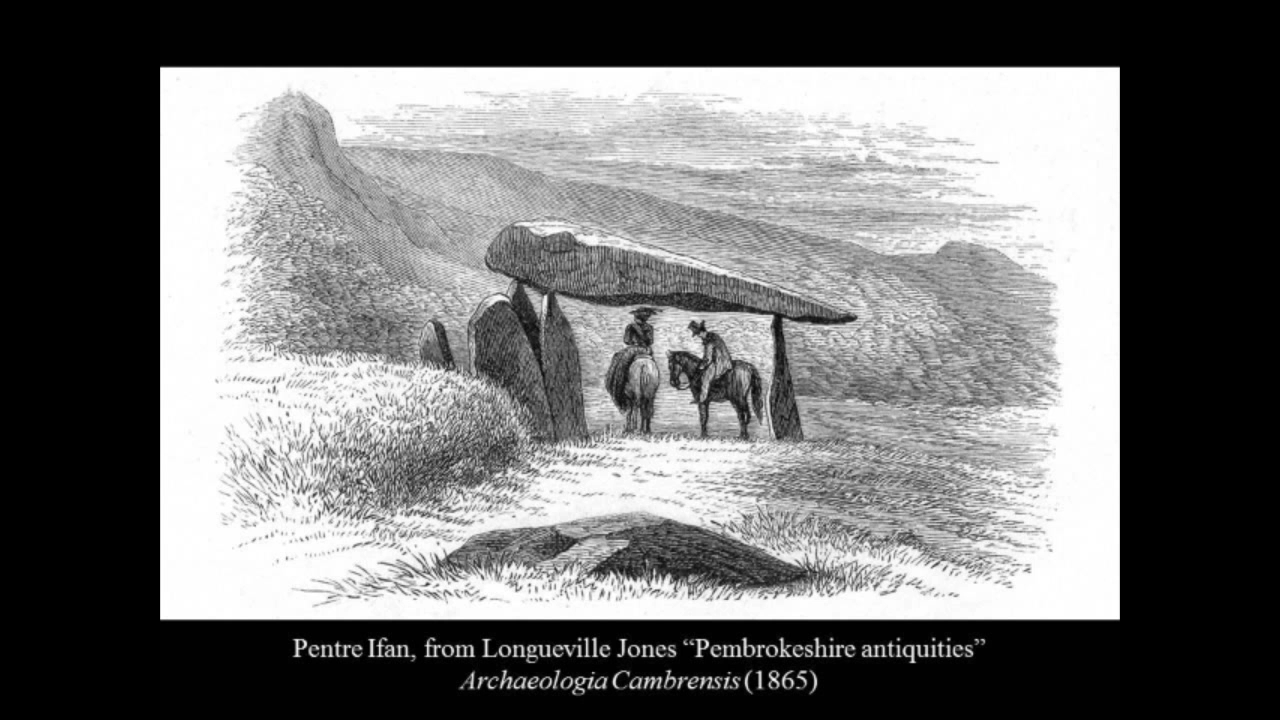 Pentre Ifan, from Longueville Jones “Pembrokeshire antiquities”
Archaeologia Cambrensis (1865)